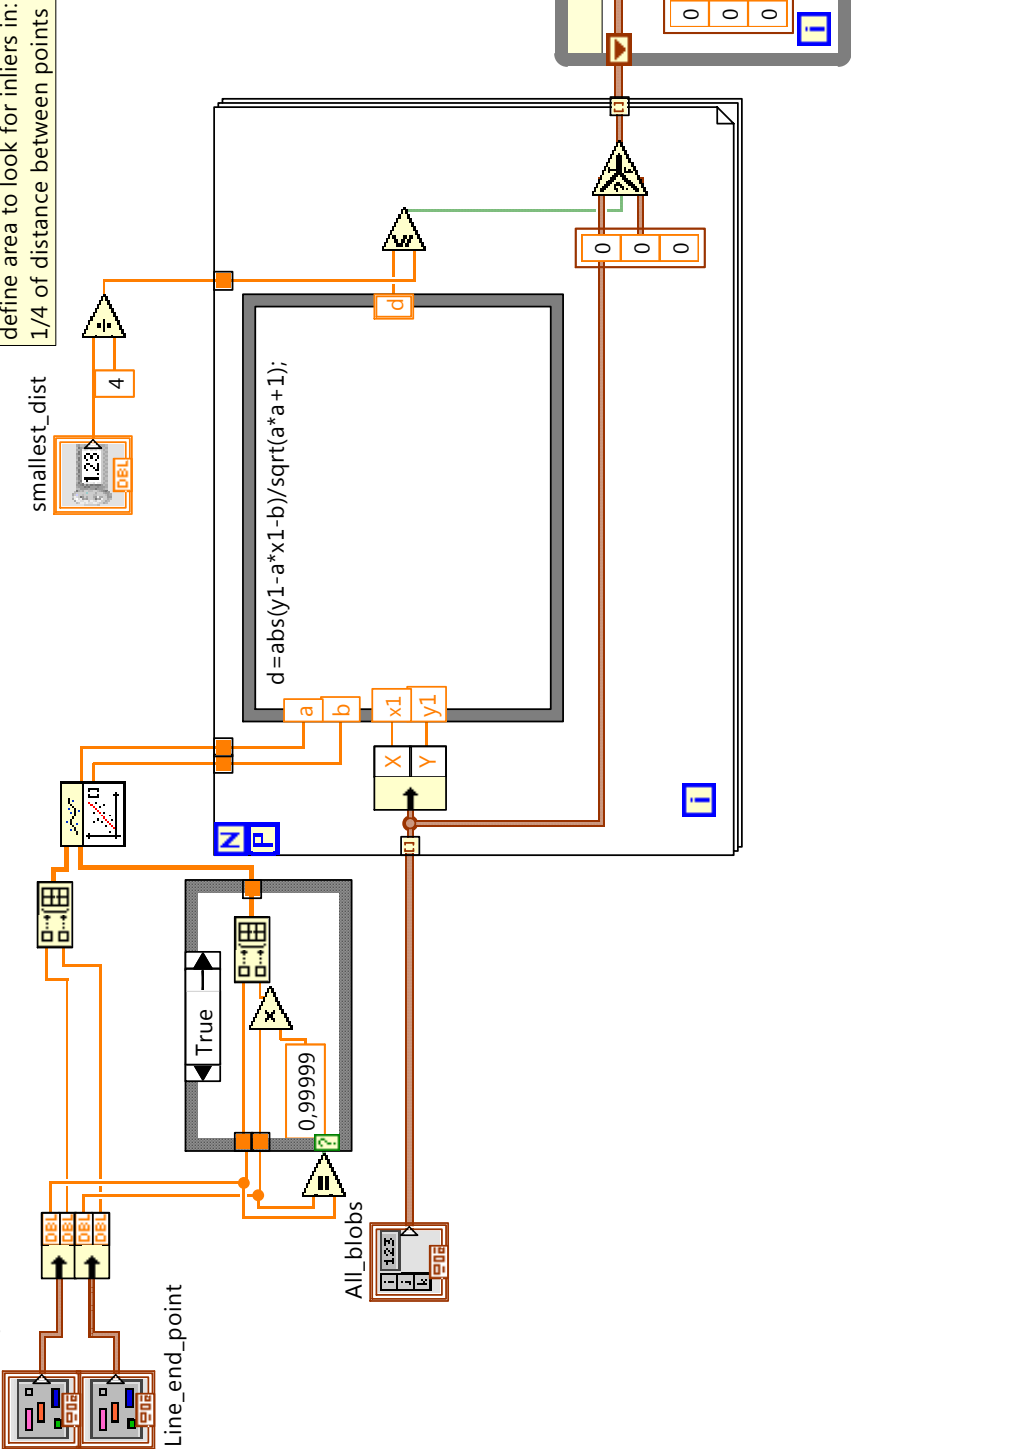 define area to look for inliers in:
1/4 of distance between points
smallest_dist
1.23
DBL
4
÷
d=abs(y1-a*x1-b)/sqrt(a*a+1);
a
b
x1
y1
d
X
Y
N
P
i
0
0
0
0
0
0
i
True
0,99999
x
=
?
DBL
DBL
DBL
DBL
All_blobs
123
Line_end_point